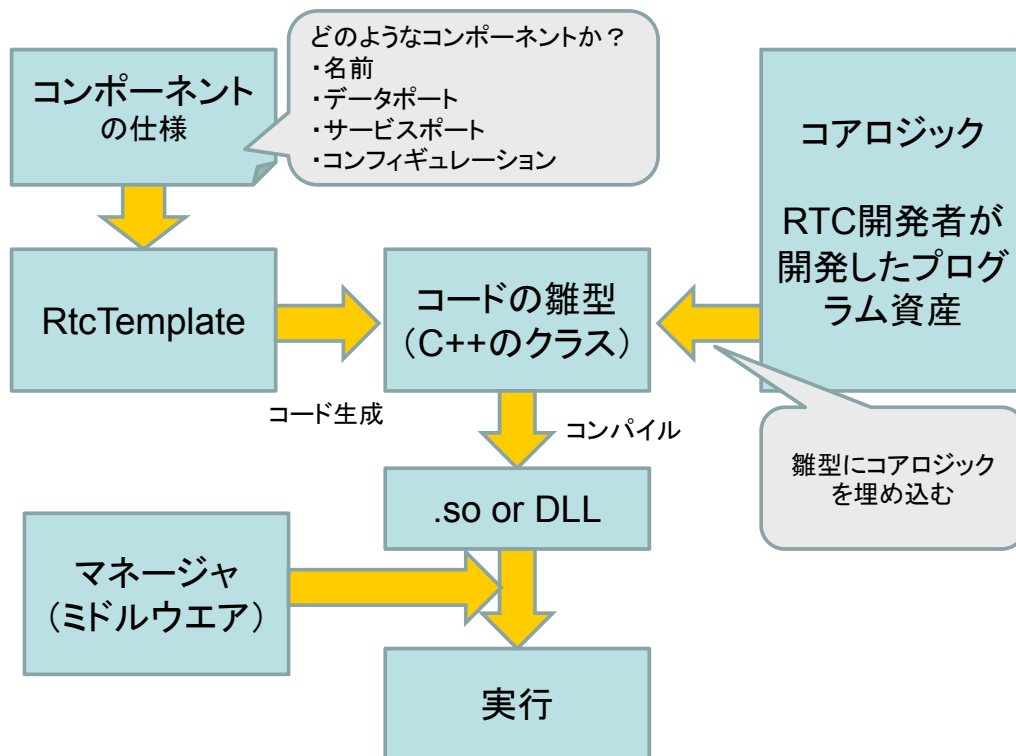 コンポーネント
の仕様
どのようなコンポーネントか？
・名前
・データポート
・サービスポート
・コンフィギュレーション
コアロジック
RTC開発者が
開発したプログ
ラム資産
RtcTemplate
コードの雛型
（C++のクラス）
コード生成
コンパイル
雛型にコアロジック
を埋め込む
.so or DLL
マネージャ
（ミドルウエア）
実行